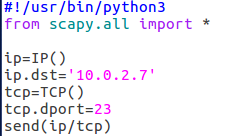 #!/usr/bin/python3
from scapy.all import *
ip=IP()
ip.dst='10.0.2.7'
tcp=TCP()
tcp.dport=23
send(ip/tcp)